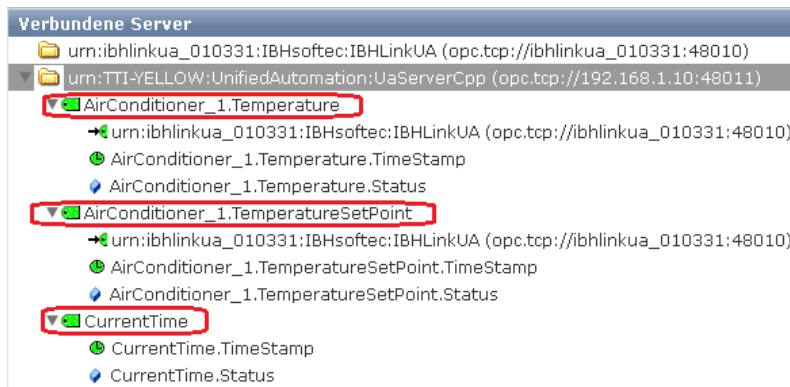 Verbundene Server
urn:ibhlinkua_010331:IBHsoftec:IBHLinkUA (opc.tcp://ibhlinkua_010331:48010)
urn:TTI-YELLOW:UnifiedAutomation:UaServerCpp (opc.tcp://192.168.1.10:48011)
AirConditioner_1.Temperature
urn:ibhlinkua_010331:IBHsoftec:IBHLinkUA (opc.tcp://ibhlinkua_010331:48010)
AirConditioner_1.Temperature.TimeStamp
AirConditioner_1.Temperature.Status
AirConditioner_1.TemperatureSetPoint
urn:ibhlinkua_010331:IBHsoftec:IBHLinkUA (opc.tcp://ibhlinkua_010331:48010)
AirConditioner_1.TemperatureSetPoint.TimeStamp
AirConditioner_1.TemperatureSetPoint.Status
CurrentTime
CurrentTime.TimeStamp
CurrentTime.Status